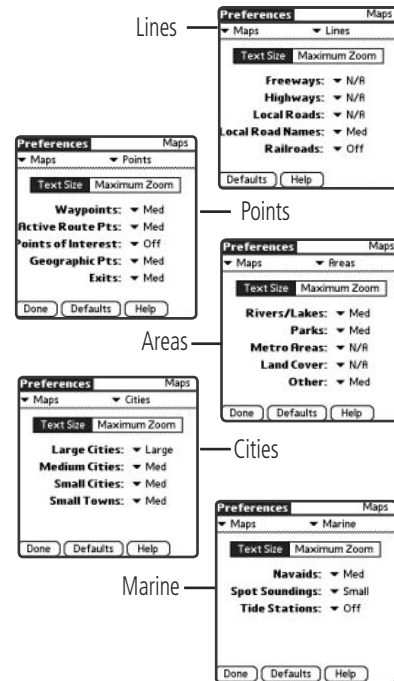 Lines
Preferences Maps
Maps Lines
Text Size Maximum Zoom
Freeways: N/A
Highways: N/A
Local Roads: N/A
Local Road Names: Med
Railroads: Off
Defaults Help
Preferences Maps
Maps Points
Text Size Maximum Zoom
Waypoints: Med
Active Route Pts: Med
Points of Interest: Off
Geographic Pts: Med
Exits: Med
Done Defaults Help
Points
Preferences Maps
Maps Areas
Text Size Maximum Zoom
Rivers/Lakes: Med
Parks: Med
Metro Areas: N/A
Land Cover: N/A
Other: Med
Done Defaults Help
Areas
Preferences Maps
Maps Cities
Text Size Maximum Zoom
Large Cities: Large
Medium Cities: Med
Small Cities: Med
Small Towns: Med
Done Defaults Help
Cities
Preferences Maps
Maps Marine
Text Size Maximum Zoom
Navaids: Med
Spot Soundings: Small
Tide Stations: Off
Done Defaults Help
Marine